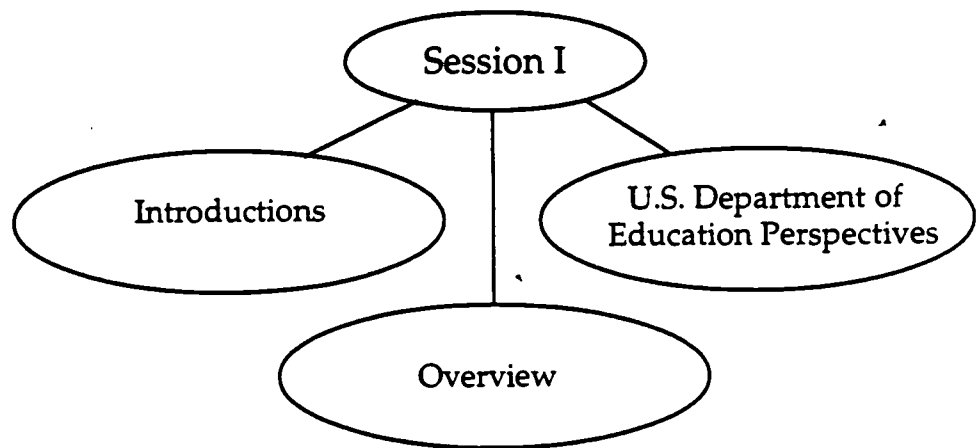 Session I
Introductions
U.S. Department of
Education Perspectives
Overview